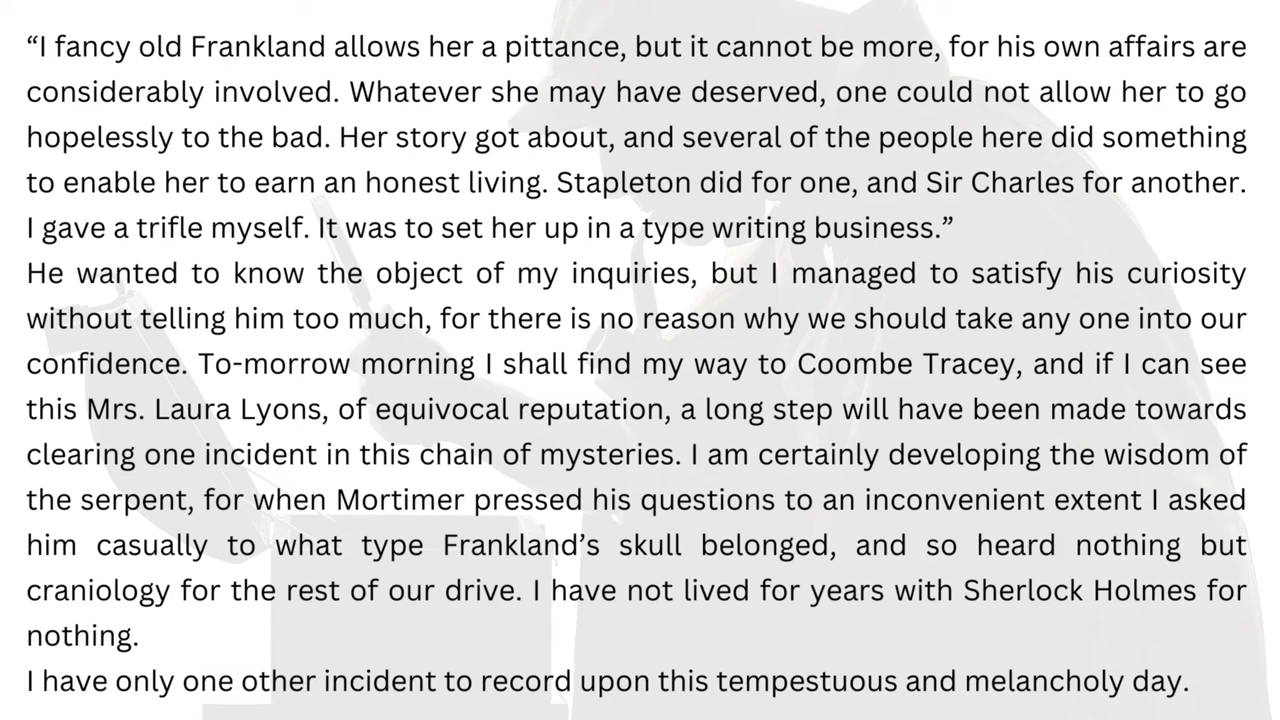 “I fancy old Frankland allows her a pittance, but it cannot be more, for his own affairs are
considerably involved. Whatever she may have deserved, one could not allow her to go
hopelessly to the bad. Her story got about, and several of the people here did something
to enable her to earn an honest living. Stapleton did for one, and Sir Charles for another.
I gave a trifle myself. It was to set her up in a type writing business.”
He wanted to know the object of my inquiries, but I managed to satisfy his curiosity
without telling him too much, for there is no reason why we should take any one into our
confidence. To-morrow morning I shall find my way to Coombe Tracey, and if I can see
this Mrs. Laura Lyons, of equivocal reputation, a long step will have been made towards
clearing one incident in this chain of mysteries. I am certainly developing the wisdom of
the serpent, for when Mortimer pressed his questions to an inconvenient extent I asked
him casually to what type Frankland’s skull belonged, and so heard nothing but
craniology for the rest of our drive. I have not lived for years with Sherlock Holmes for
nothing.
I have only one other incident to record upon this tempestuous and melancholy day.